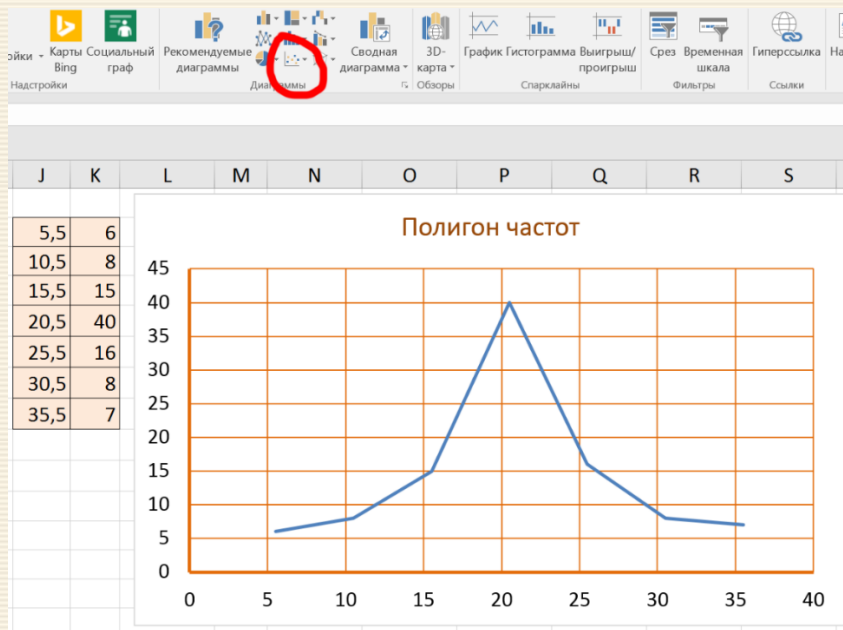 ойки
Карты Bing
Социальный граф
Надстройки
Рекомендуемые диаграммы
Сводная диаграмма
Диаграммы
3D-карта
Обзоры
График
Гистограмма
Выигрыш/проигрыш
Спарклайны
Срез
Временная шкала
Фильтры
Гиперссылка
Ссылки
На
J K L M N O P Q R S
5,5 6
10,5 8
15,5 15
20,5 40
25,5 16
30,5 8
35,5 7
Полигон частот
45
40
35
30
25
20
15
10
5
0
0 5 10 15 20 25 30 35 40